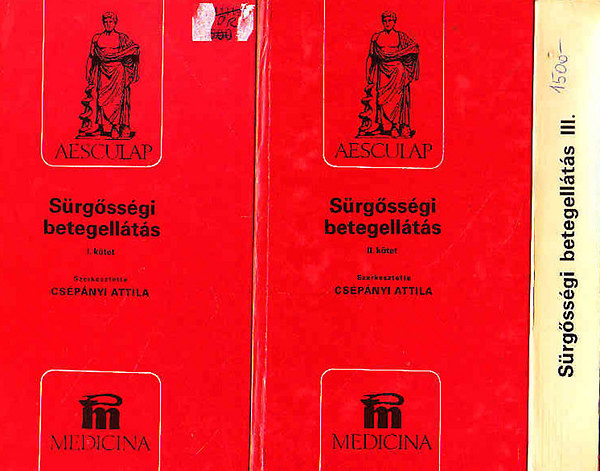 AESCULAP
Sürgősségi
betegellátás
I. kötet
Szerkesztette
CSÉPÁNYI ATTILA
m
MEDICINA
AESCULAP
Sürgősségi
betegellátás
II. kötet
Szerkesztette
CSÉPÁNYI ATTILA
m
MEDICINA
Sürgősségi betegellátás III.
1500-